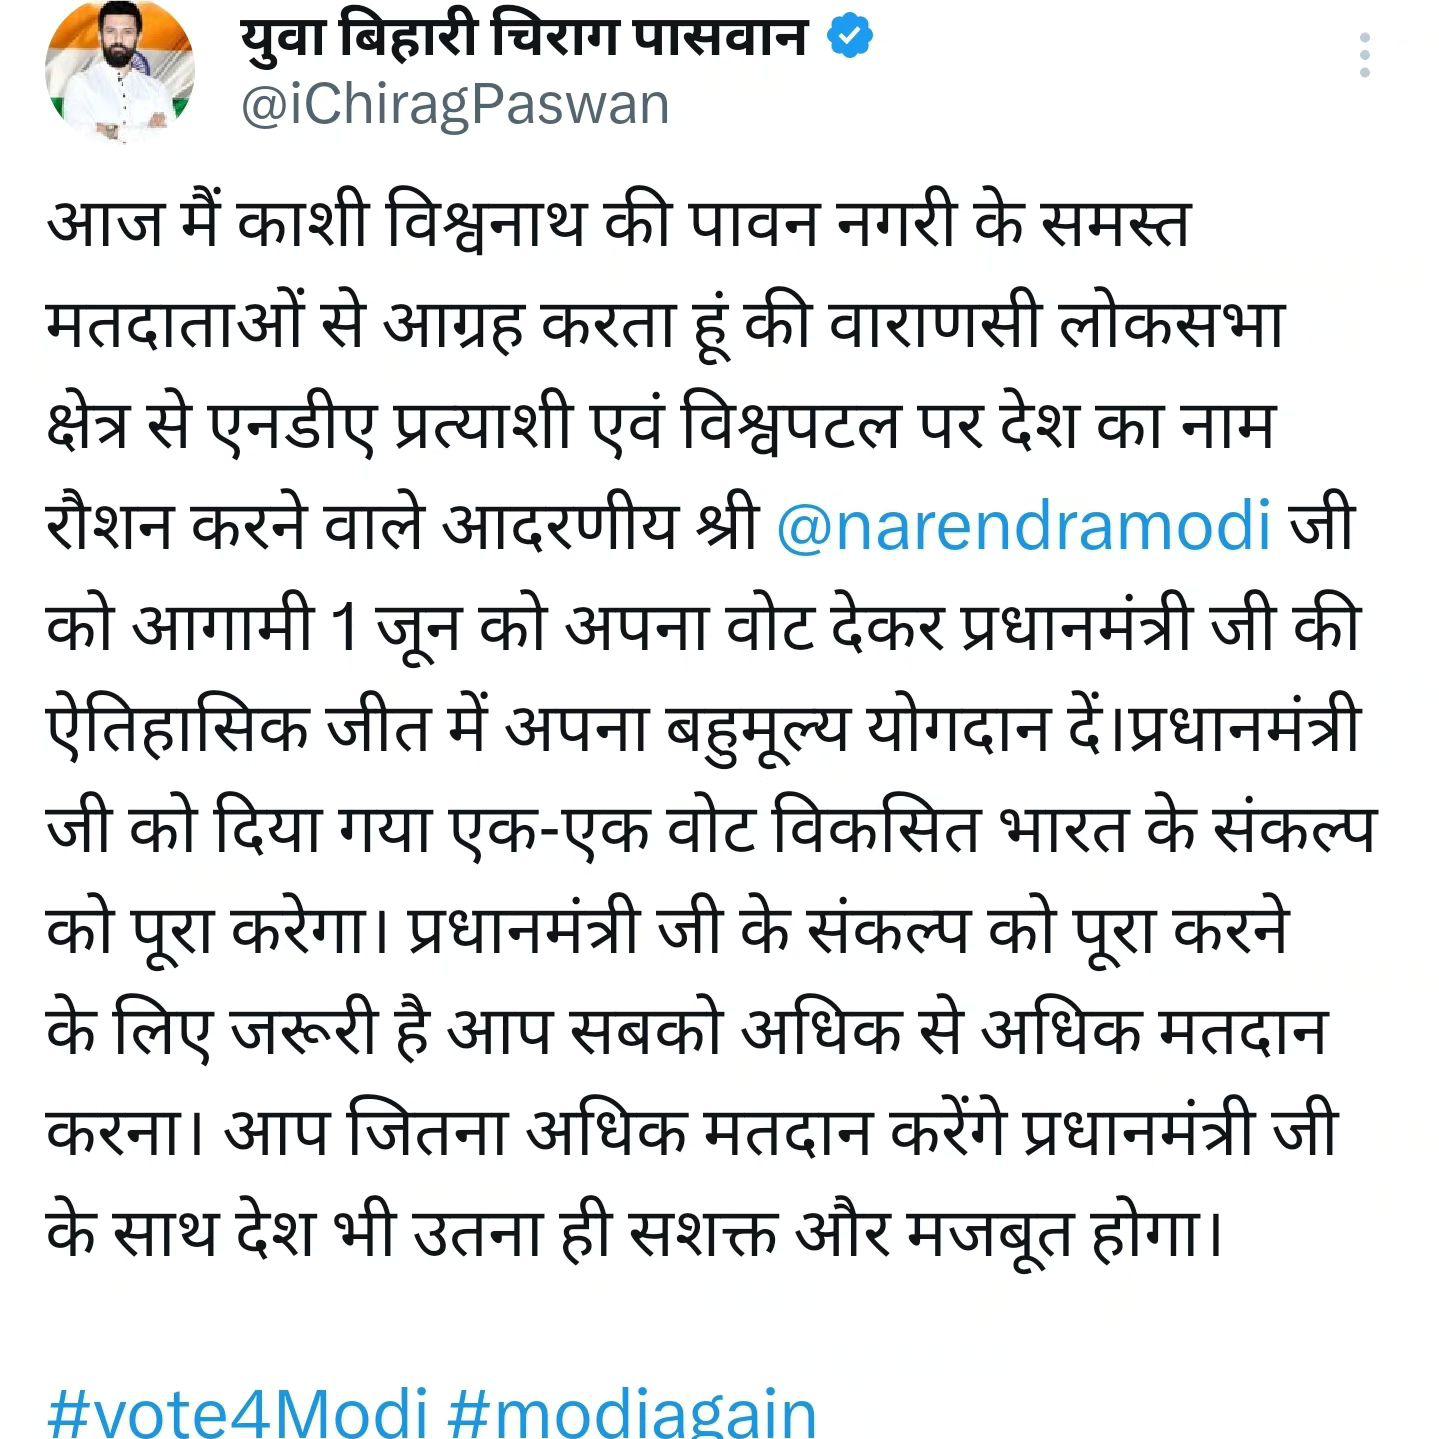 युवा बिहारी चिराग पासवान
@iChiragPaswan
आज मैं काशी विश्वनाथ की पावन नगरी के समस्त
मतदाताओं से आग्रह करता हूं की वाराणसी लोकसभा
क्षेत्र से एनडीए प्रत्याशी एवं विश्वपटल पर देश का नाम
रौशन करने वाले आदरणीय श्री @narendramodi जी
को आगामी 1 जून को अपना वोट देकर प्रधानमंत्री जी की
ऐतिहासिक जीत में अपना बहुमूल्य योगदान दें।प्रधानमंत्री
जी को दिया गया एक-एक वोट विकसित भारत के संकल्प
को पूरा करेगा। प्रधानमंत्री जी के संकल्प को पूरा करने
के लिए जरूरी है आप सबको अधिक से अधिक मतदान
करना। आप जितना अधिक मतदान करेंगे प्रधानमंत्री जी
के साथ देश भी उतना ही सशक्त और मजबूत होगा।
#vote4Modi #modiagain